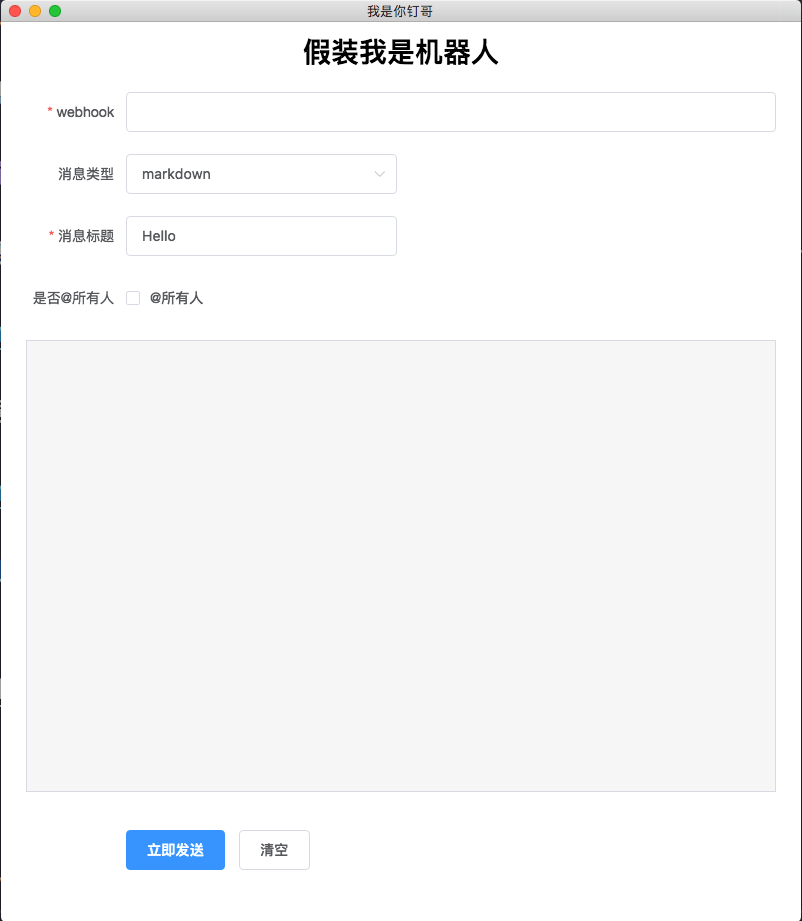 我是你钉哥
假装我是机器人
* webhook
消息类型 markdown
* 消息标题 Hello
是否@所有人 @所有人
立即发送 清空